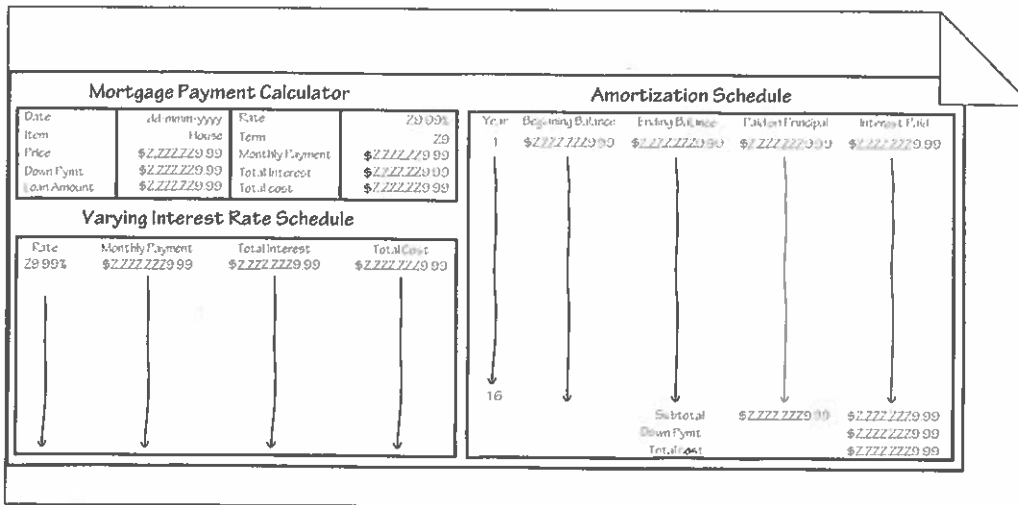 Mortgage Payment Calculator
Date dd-mmm-yyyy Rate Z9.99%
Item House Term Z9
Price $Z,ZZZ,ZZ9.99 Monthly Payment $Z,ZZZ,ZZ9.99
Down Pymt. $Z,ZZZ,ZZ9.99 Total Interest $Z,ZZZ,ZZ9.99
Loan Amount $Z,ZZZ,ZZ9.99 Total cost $Z,ZZZ,ZZ9.99
Varying Interest Rate Schedule
Rate Monthly Payment Total Interest Total Cost
Z9.99% $Z,ZZZ,ZZ9.99 $Z,ZZZ,ZZ9.99 $Z,ZZZ,ZZ9.99
Amortization Schedule
Year Beginning Balance Ending Balance Paid on Principal Interest Paid
1 $Z,ZZZ,ZZ9.99 $Z,ZZZ,ZZ9.99 $Z,ZZZ,ZZ9.99 $Z,ZZZ,ZZ9.99
16
Subtotal $Z,ZZZ,ZZ9.99 $Z,ZZZ,ZZ9.99
Down Pymt. $Z,ZZZ,ZZ9.99
Total cost $Z,ZZZ,ZZ9.99